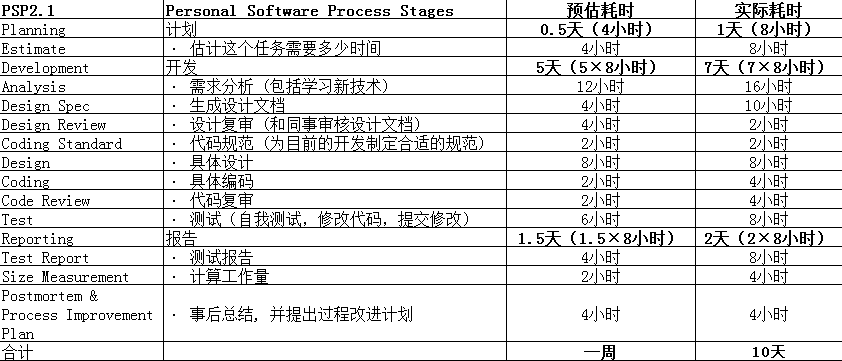 PSP2.1 Personal Software Process Stages 预估耗时 实际耗时
Planning 计划 0.5天（4小时） 1天（8小时）
Estimate · 估计这个任务需要多少时间 4小时 8小时
Development 开发 5天（5×8小时） 7天（7×8小时）
Analysis · 需求分析（包括学习新技术） 12小时 16小时
Design Spec · 生成设计文档 4小时 10小时
Design Review · 设计复审（和同事审核设计文档） 4小时 2小时
Coding Standard · 代码规范（为目前的开发制定合适的规范） 2小时 2小时
Design · 具体设计 8小时 8小时
Coding · 具体编码 2小时 4小时
Code Review · 代码复审 2小时 4小时
Test · 测试（自我测试，修改代码，提交修改） 6小时 8小时
Reporting 报告 1.5天（1.5×8小时） 2天（2×8小时）
Test Report · 测试报告 4小时 8小时
Size Measurement · 计算工作量 2小时 4小时
Postmortem &
Process Improvement · 事后总结, 并提出过程改进计划 4小时 4小时
Plan
合计 一周 10天